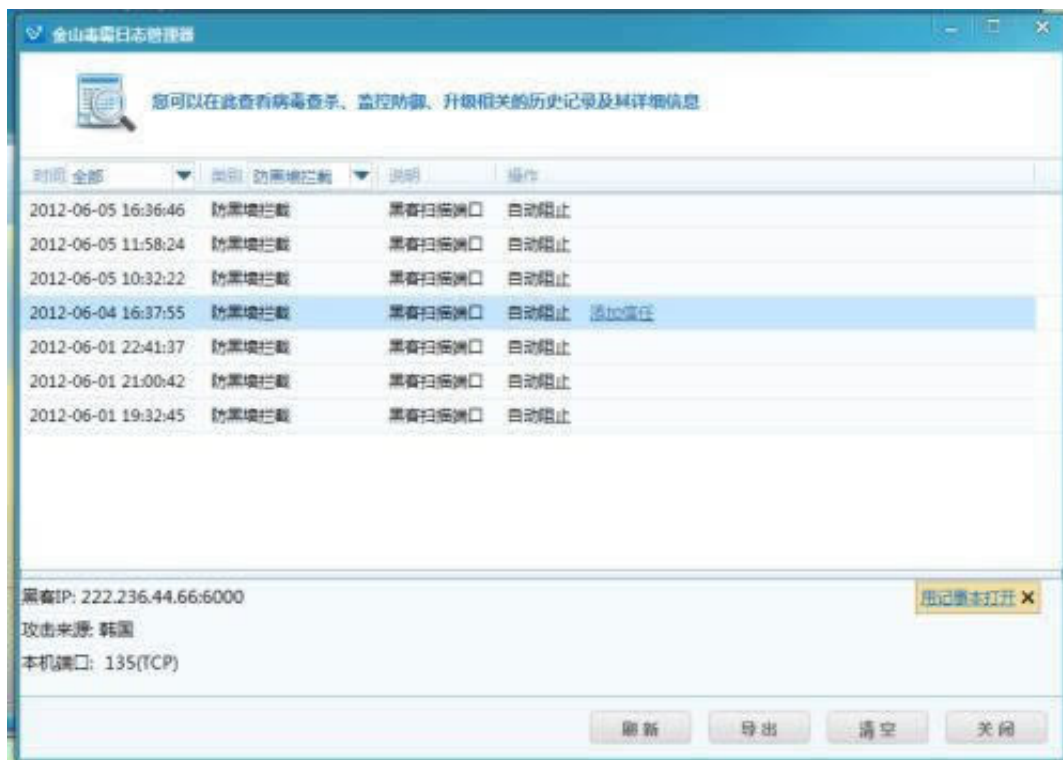 金山毒霸日志管理器
您可以在此查看病毒查杀、监控防御、升级相关的历史记录及其详细信息
时间 全部 类别 防黑墙拦截 说明 操作
2012-06-05 16:36:46 防黑墙拦截 黑客扫描端口 自动阻止
2012-06-05 11:58:24 防黑墙拦截 黑客扫描端口 自动阻止
2012-06-05 10:32:22 防黑墙拦截 黑客扫描端口 自动阻止
2012-06-04 16:37:55 防黑墙拦截 黑客扫描端口 自动阻止 添加信任
2012-06-01 22:41:37 防黑墙拦截 黑客扫描端口 自动阻止
2012-06-01 21:00:42 防黑墙拦截 黑客扫描端口 自动阻止
2012-06-01 19:32:45 防黑墙拦截 黑客扫描端口 自动阻止
黑客IP: 222.236.44.66:6000 用记事本打开
攻击来源: 韩国
本机端口: 135(TCP)
刷新 导出 清空 关闭